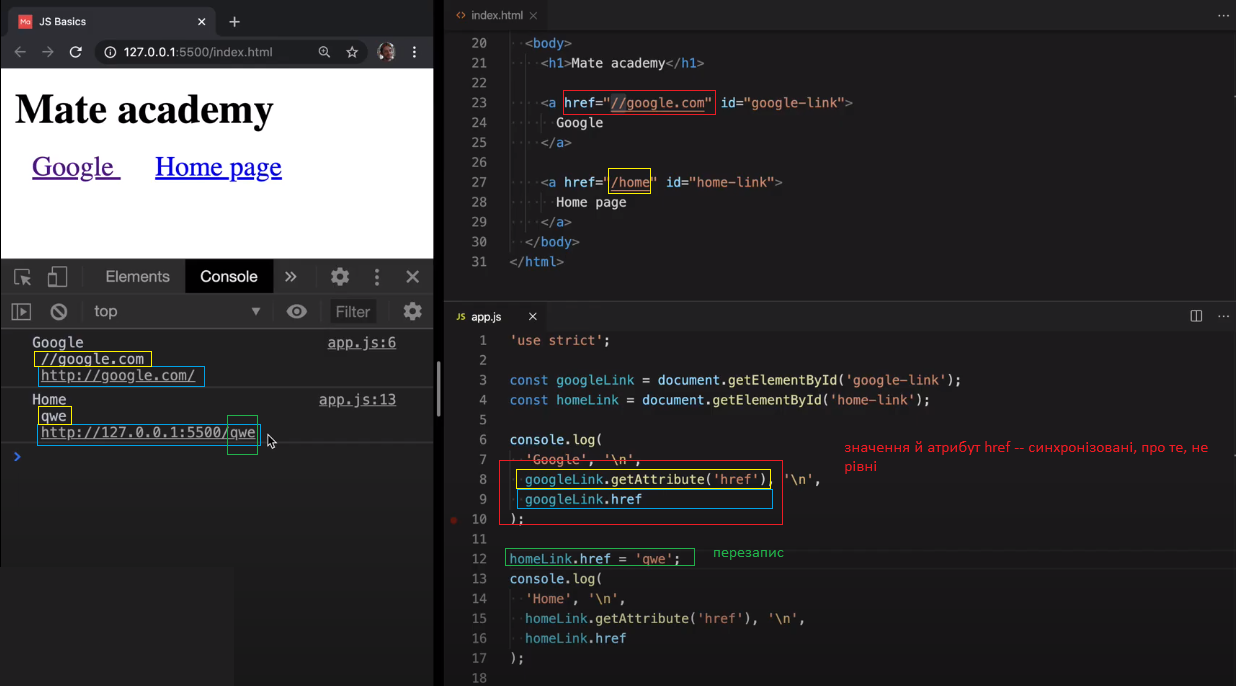 JS Basics
127.0.0.1:5500/index.html
Mate academy
Google Home page
Elements Console
top Filter
Google app.js:6
//google.com
http://google.com/
Home app.js:13
qwe
http://127.0.0.1:5500/qwe
index.html
20 <body>
21 <h1>Mate academy</h1>
22
23 <a href="//google.com" id="google-link">
24 Google
25 </a>
26
27 <a href="/home" id="home-link">
28 Home page
29 </a>
30 </body>
31 </html>
JS app.js
1 'use strict';
2
3 const googleLink = document.getElementById('google-link');
4 const homeLink = document.getElementById('home-link');
5
6 console.log(
7 'Google', '\n',
8 googleLink.getAttribute('href'), '\n',
9 googleLink.href
10 );
11
12 homeLink.href = 'qwe';
13 console.log(
14 'Home', '\n',
15 homeLink.getAttribute('href'), '\n',
16 homeLink.href
17 );
18
значення й атрибут href -- синхронізовані, про те, не
рівні
перезапис